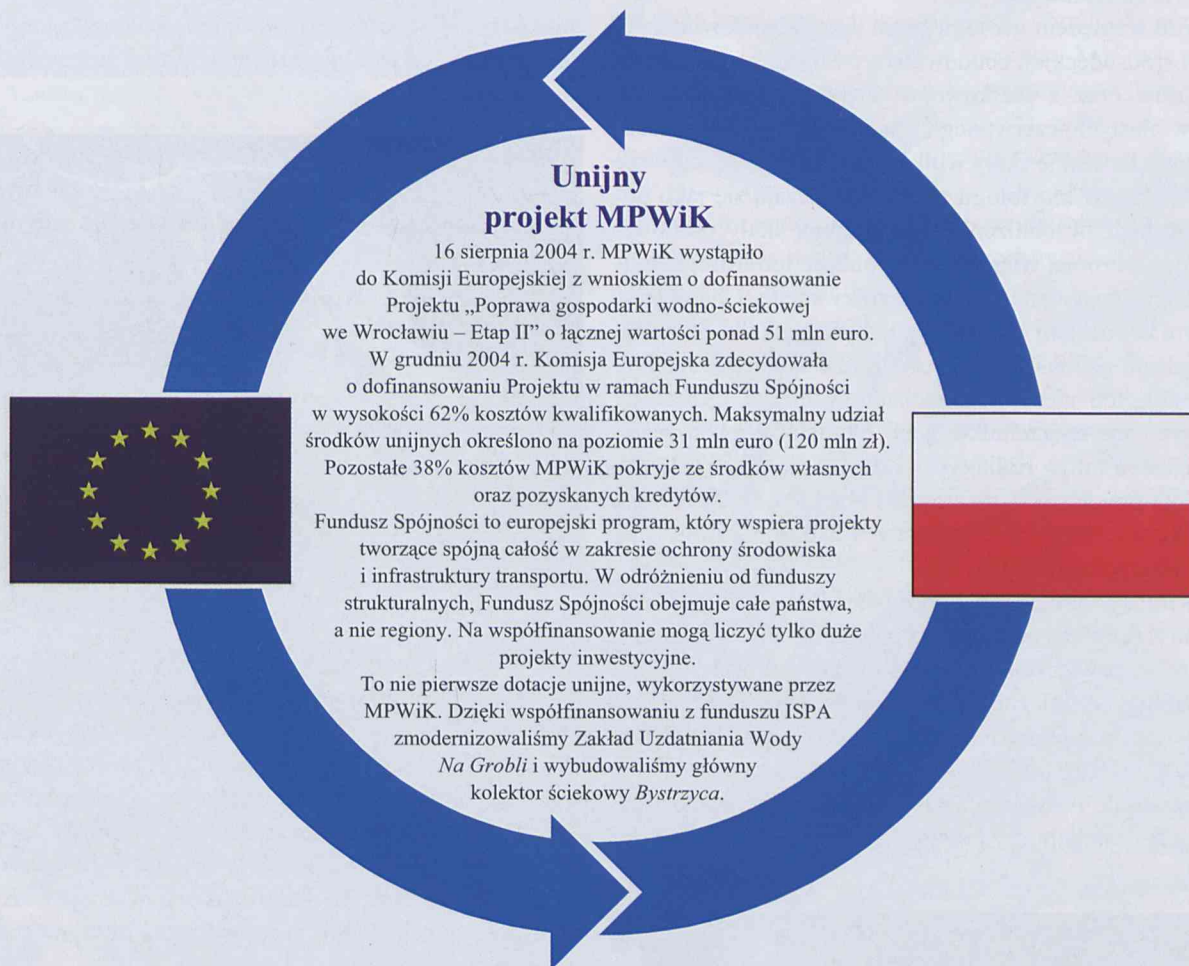 Unijny
projekt MPWiK
16 sierpnia 2004 r. MPWiK wystąpiło
do Komisji Europejskiej z wnioskiem o dofinansowanie
Projektu „Poprawa gospodarki wodno-ściekowej
we Wrocławiu – Etap II” o łącznej wartości ponad 51 mln euro.
W grudniu 2004 r. Komisja Europejska zdecydowała
o dofinansowaniu Projektu w ramach Funduszu Spójności
w wysokości 62% kosztów kwalifikowanych. Maksymalny udział
środków unijnych określono na poziomie 31 mln euro (120 mln zł).
Pozostałe 38% kosztów MPWiK pokryje ze środków własnych
oraz pozyskanych kredytów.
Fundusz Spójności to europejski program, który wspiera projekty
tworzące spójną całość w zakresie ochrony środowiska
i infrastruktury transportu. W odróżnieniu od funduszy
strukturalnych, Fundusz Spójności obejmuje całe państwa,
a nie regiony. Na współfinansowanie mogą liczyć tylko duże
projekty inwestycyjne.
To nie pierwsze dotacje unijne, wykorzystywane przez
MPWiK. Dzięki współfinansowaniu z funduszu ISPA
zmodernizowaliśmy Zakład Uzdatniania Wody
Na Grobli i wybudowaliśmy główny
kolektor ściekowy Bystrzyca.